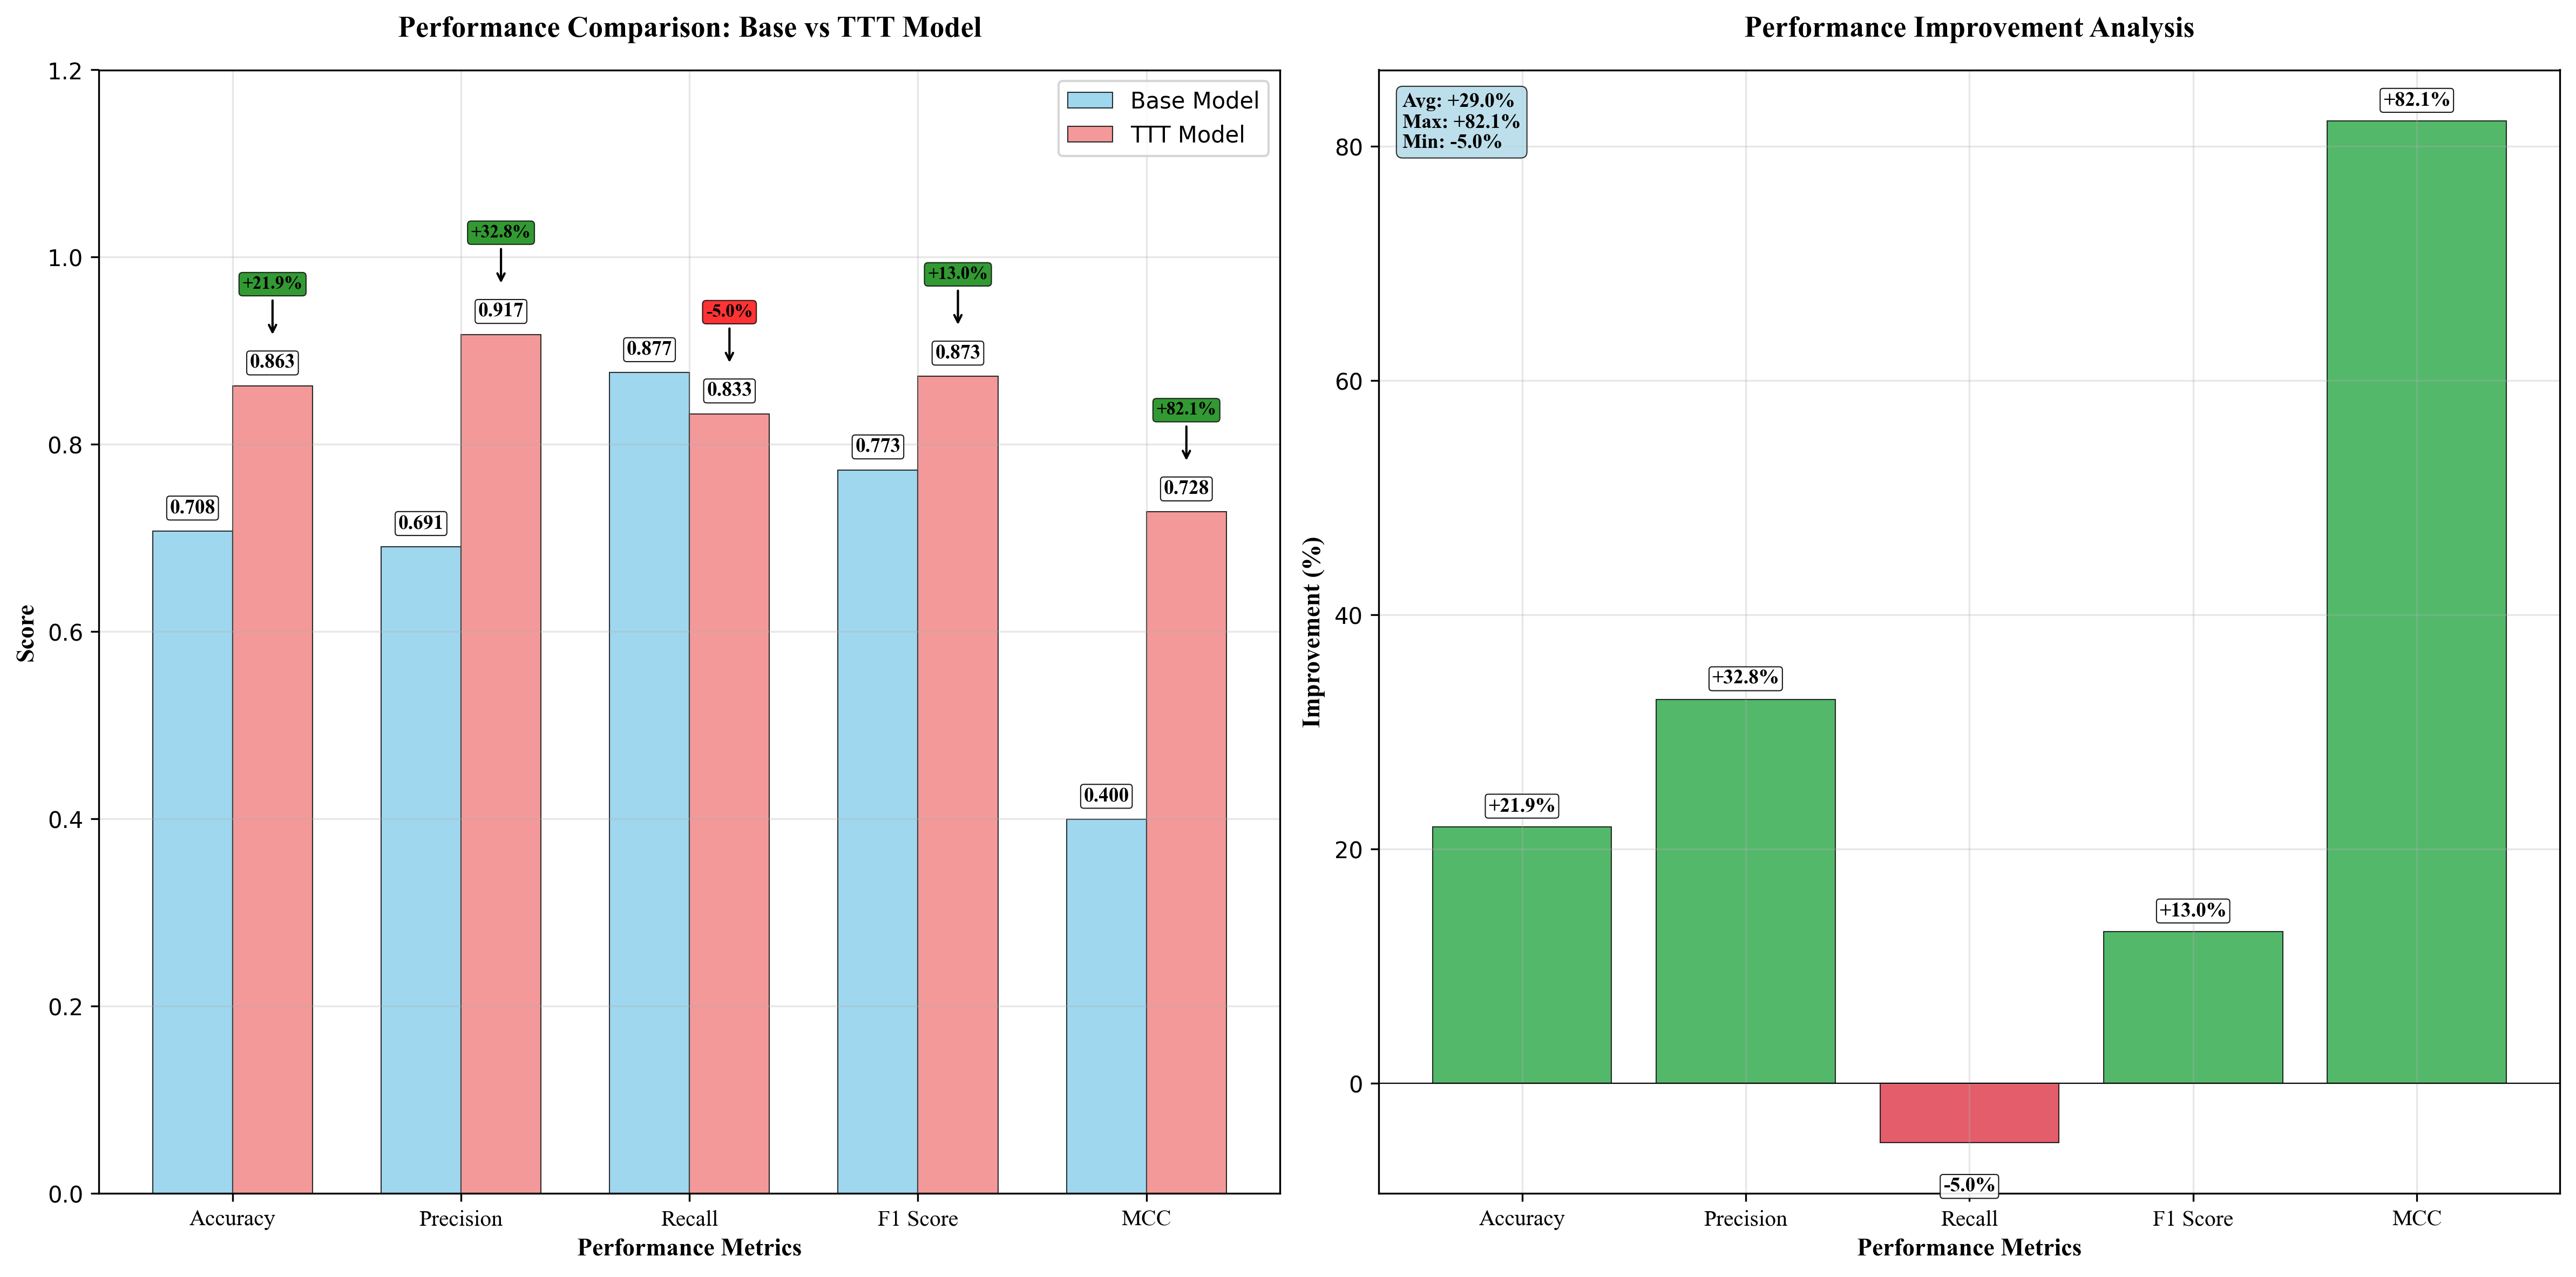 Performance Comparison: Base vs TTT Model
Base Model
TTT Model
1.2
1.0
0.8
0.6
0.4
0.2
0.0
Score
+21.9%
+32.8%
-5.0%
+13.0%
+82.1%
0.708
0.863
0.691
0.917
0.877
0.833
0.773
0.873
0.400
0.728
Accuracy
Precision
Recall
F1 Score
MCC
Performance Metrics
Performance Improvement Analysis
Avg: +29.0%
Max: +82.1%
Min: -5.0%
80
60
40
20
0
Improvement (%)
+21.9%
+32.8%
-5.0%
+13.0%
+82.1%
Accuracy
Precision
Recall
F1 Score
MCC
Performance Metrics